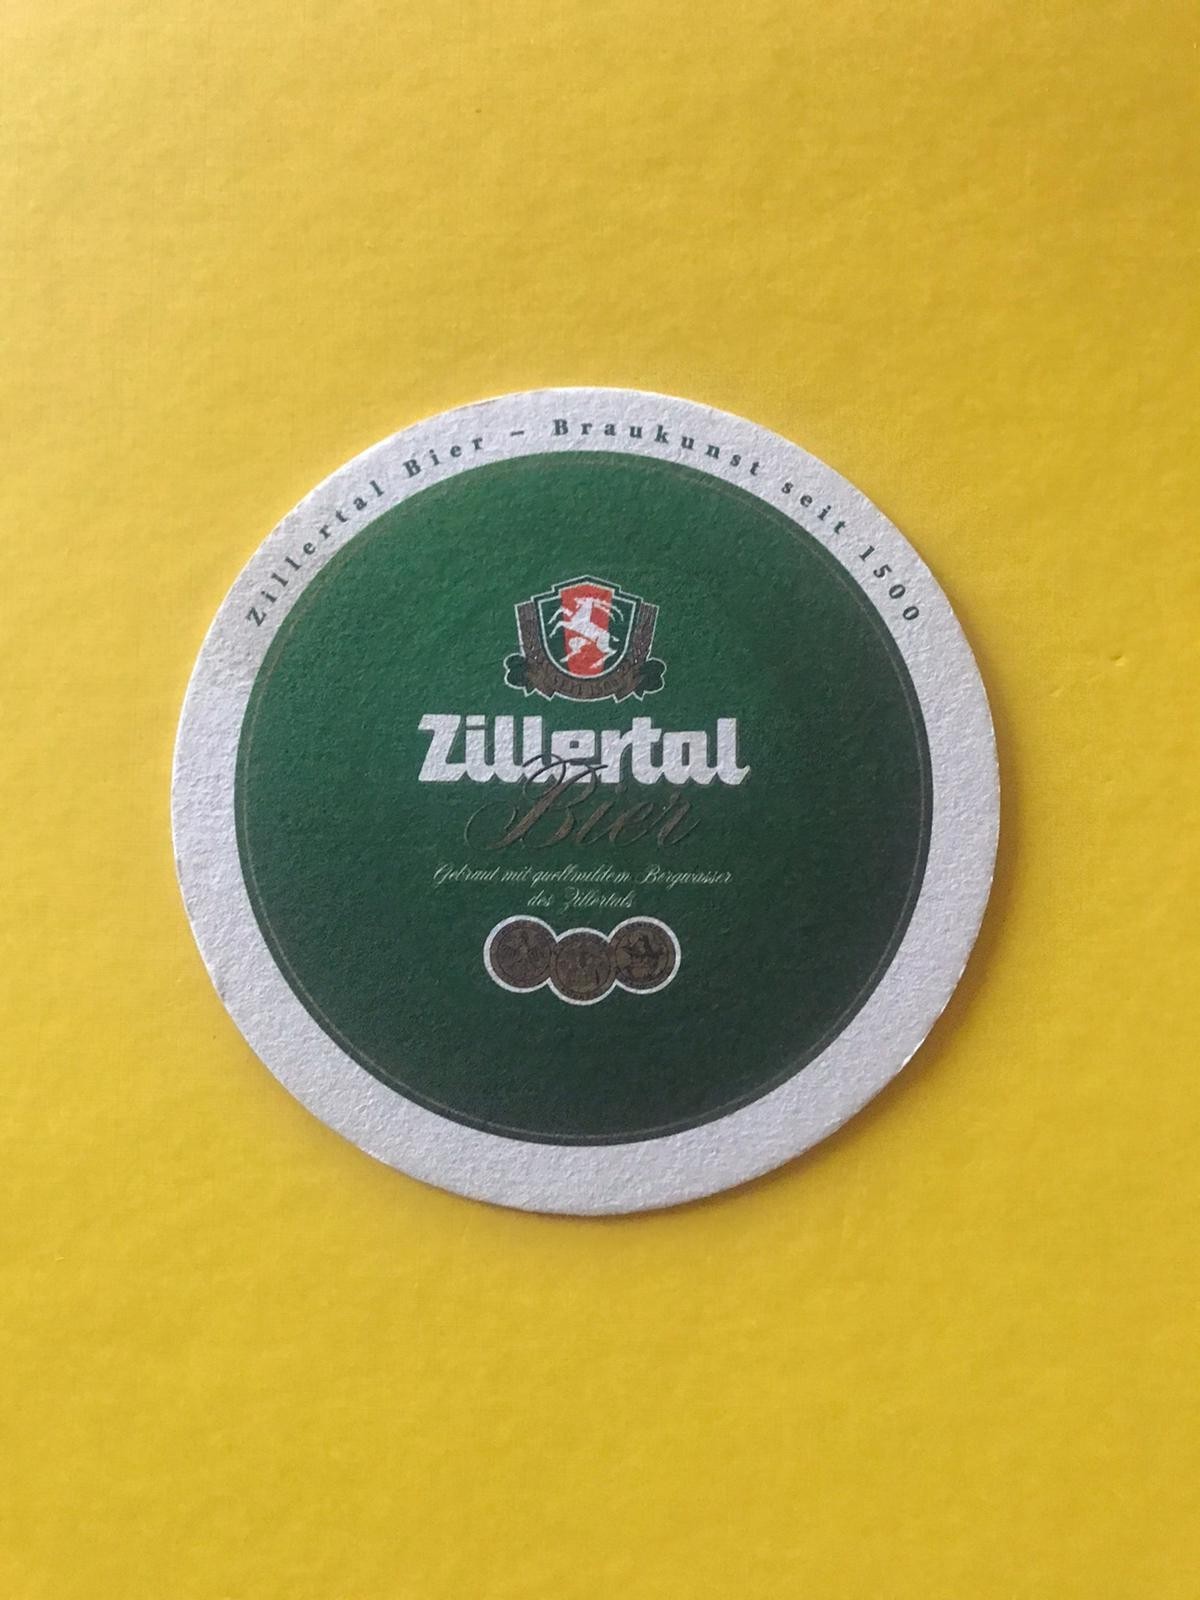 Zillertal Bier – Braukunst seit 1500
Zillertal
Bier
Gebraut mit quellmildem Bergwasser
des Zillertals